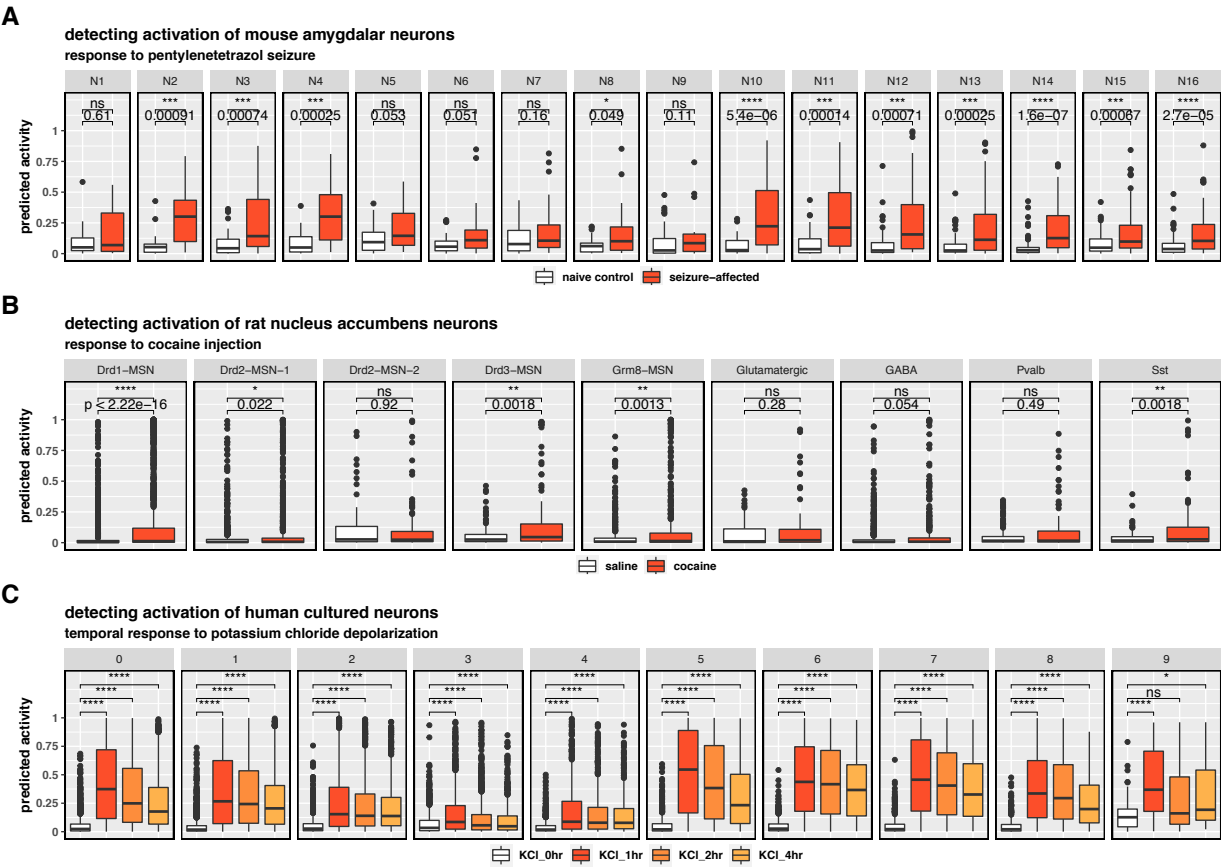 A
detecting activation of mouse amygdalar neurons
response to pentylenetetrazol seizure
N1 N2 N3 N4 N5 N6 N7 N8 N9 N10 N11 N12 N13 N14 N15 N16
ns *** *** *** ns ns ns * ns **** *** *** *** **** *** ****
0.61 0.00091 0.00074 0.00025 0.053 0.051 0.16 0.049 0.11 5.4e−06 0.00014 0.00071 0.00025 1.6e−07 0.00067 2.7e−05
predicted activity
1
0.75
0.5
0.25
0
naive control seizure−affected
B
detecting activation of rat nucleus accumbens neurons
response to cocaine injection
Drd1−MSN Drd2−MSN−1 Drd2−MSN−2 Drd3−MSN Grm8−MSN Glutamatergic GABA Pvalb Sst
**** * ns ** ** ns ns ns **
p < 2.22e−16 0.022 0.92 0.0018 0.0013 0.28 0.054 0.49 0.0018
predicted activity
1
0.75
0.5
0.25
0
saline cocaine
C
detecting activation of human cultured neurons
temporal response to potassium chloride depolarization
0 1 2 3 4 5 6 7 8 9
**** **** **** **** **** **** **** **** **** *
**** **** **** **** **** **** **** **** **** ns
**** **** **** **** **** **** **** **** **** ****
predicted activity
1
0.75
0.5
0.25
0
KCl_0hr KCl_1hr KCl_2hr KCl_4hr